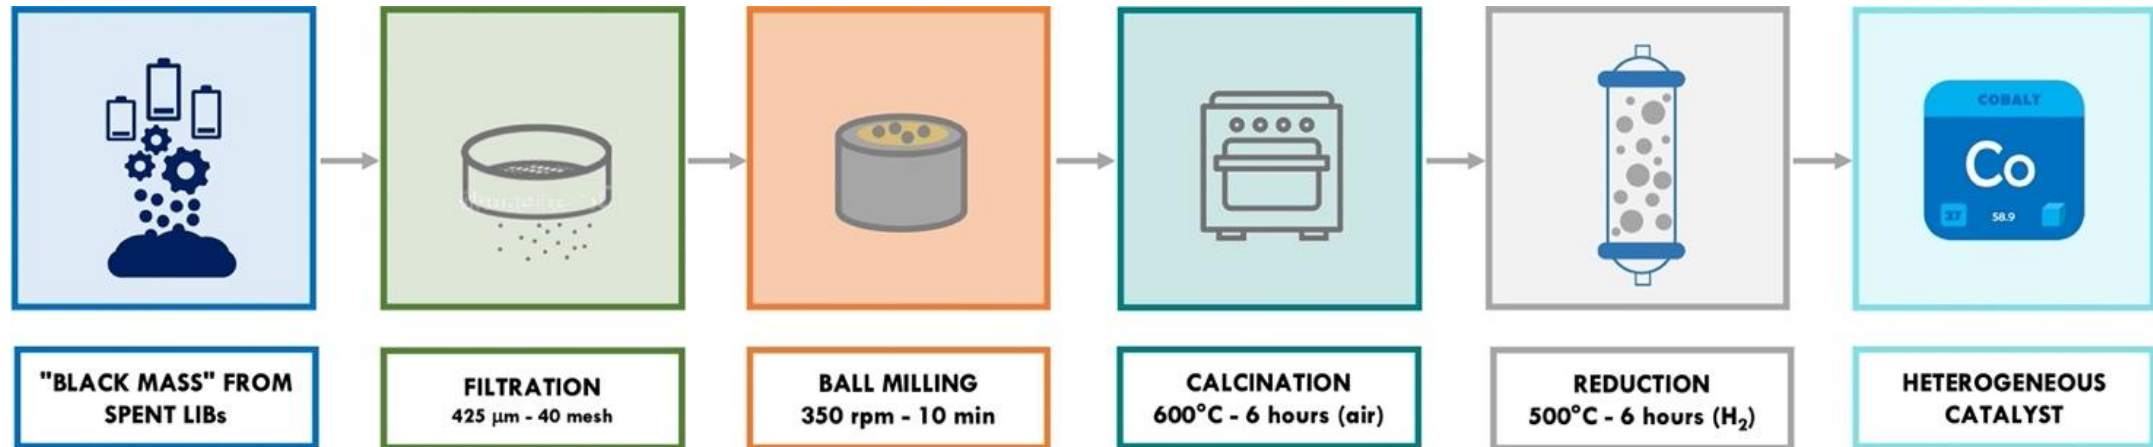 COBALT
Co
27
58.9
"BLACK MASS" FROM
SPENT LIBs
FILTRATION
425 μm - 40 mesh
BALL MILLING
350 rpm - 10 min
CALCINATION
600°C - 6 hours (air)
REDUCTION
500°C - 6 hours (H₂)
HETEROGENEOUS
CATALYST